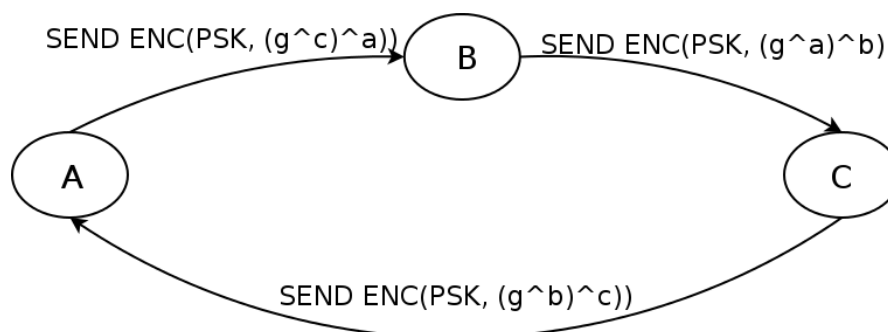 SEND ENC(PSK, (g^c)^a))
B
SEND ENC(PSK, (g^a)^b)
A
C
SEND ENC(PSK, (g^b)^c))